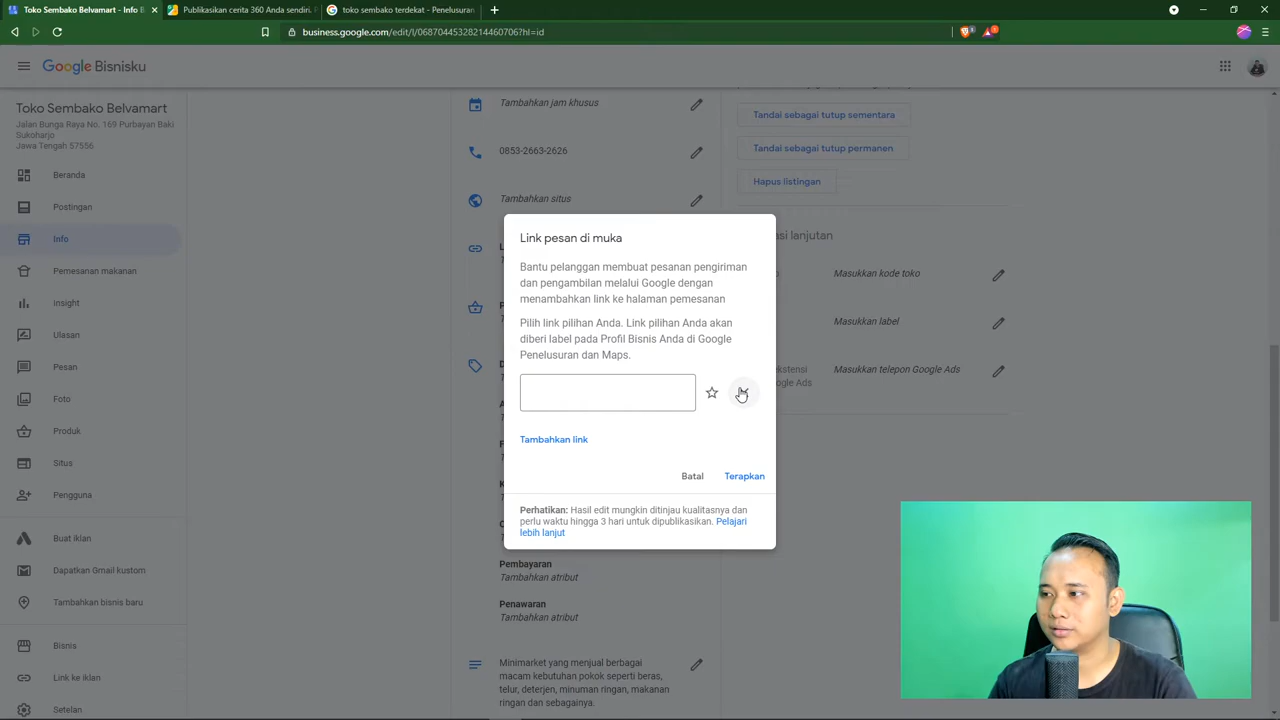 Toko Sembako Belvamart - Info B
Publikasikan cerita 360 Anda sendiri. P
toko sembako terdekat - Penelusuran
business.google.com/edit/l/06870445328214460706?hl=id
Google Bisnisku
Toko Sembako Belvamart
Jalan Bunga Raya No. 169 Purbayan Baki
Sukoharjo
Jawa Tengah 57556
Beranda
Postingan
Info
Pemesanan makanan
Insight
Ulasan
Pesan
Foto
Produk
Situs
Pengguna
Buat iklan
Dapatkan Gmail kustom
Tambahkan bisnis baru
Bisnis
Link ke iklan
Setelan
Tambahkan jam khusus
0853-2663-2626
Tambahkan situs
Link pesan di muka
Bantu pelanggan membuat pesanan pengiriman
dan pengambilan melalui Google dengan
menambahkan link ke halaman pemesanan
Pilih link pilihan Anda. Link pilihan Anda akan
diberi label pada Profil Bisnis Anda di Google
Penelusuran dan Maps.
Tambahkan link
Batal
Terapkan
Perhatikan: Hasil edit mungkin ditinjau kualitasnya dan
perlu waktu hingga 3 hari untuk dipublikasikan. Pelajari
lebih lanjut
Pembayaran
Tambahkan atribut
Penawaran
Tambahkan atribut
Minimarket yang menjual berbagai
macam kebutuhan pokok seperti beras,
telur, deterjen, minuman ringan, makanan
ringan dan sebagainya.
Tandai sebagai tutup sementara
Tandai sebagai tutup permanen
Hapus listingan
lanjutan
Masukkan kode toko
Masukkan label
Masukkan telepon Google Ads